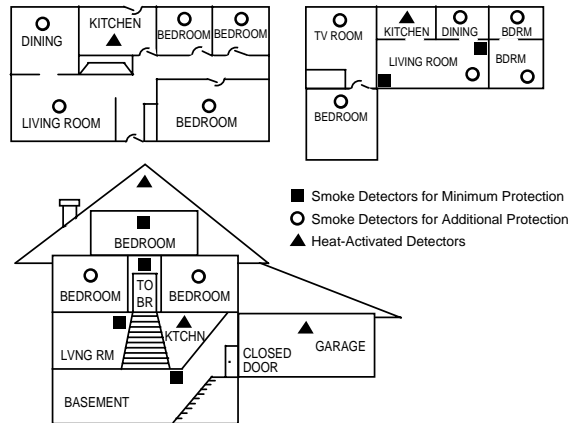 DINING
KITCHEN
BEDROOM
BEDROOM
LIVING ROOM
BEDROOM
TV ROOM
KITCHEN
DINING
BDRM
LIVING ROOM
BDRM
BEDROOM
Smoke Detectors for Minimum Protection
Smoke Detectors for Additional Protection
Heat-Activated Detectors
BEDROOM
BEDROOM
TO
BR
BEDROOM
LVNG RM
KTCHN
CLOSED
DOOR
GARAGE
BASEMENT